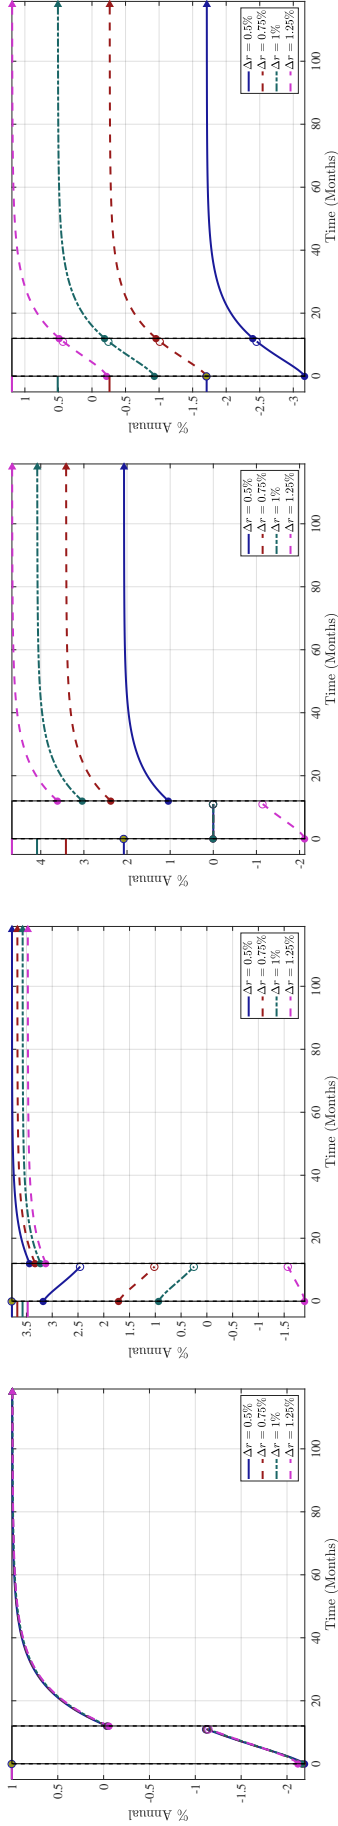 % Annual
1
0.5
0
-0.5
-1
-1.5
-2
Δr = 0.5%
Δr = 0.75%
Δr = 1%
Δr = 1.25%
0 20 40 60 80 100
Time (Months)
% Annual
3.5
3
2.5
2
1.5
1
0.5
0
-0.5
-1
-1.5
Δr = 0.5%
Δr = 0.75%
Δr = 1%
Δr = 1.25%
0 20 40 60 80 100
Time (Months)
% Annual
4
3
2
1
0
-1
-2
Δr = 0.5%
Δr = 0.75%
Δr = 1%
Δr = 1.25%
0 20 40 60 80 100
Time (Months)
% Annual
1
0.5
0
-0.5
-1
-1.5
-2
-2.5
-3
Δr = 0.5%
Δr = 0.75%
Δr = 1%
Δr = 1.25%
0 20 40 60 80 100
Time (Months)